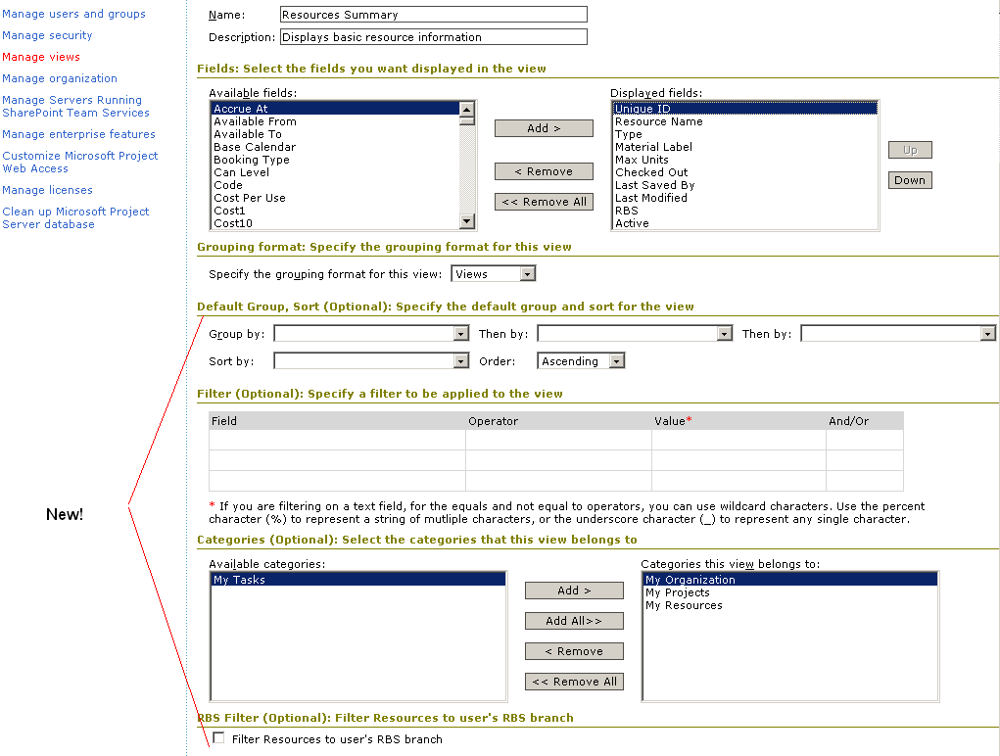 Manage users and groups
Manage security
Manage views
Manage organization
Manage Servers Running
SharePoint Team Services
Manage enterprise features
Customize Microsoft Project
Web Access
Manage licenses
Clean up Microsoft Project
Server database
New!
Name: Resources Summary
Description: Displays basic resource information
Fields: Select the fields you want displayed in the view
Available fields:
Accrue At
Available From
Available To
Base Calendar
Booking Type
Can Level
Code
Cost Per Use
Cost1
Cost10
Add >
< Remove
<< Remove All
Displayed fields:
Unique ID
Resource Name
Type
Material Label
Max Units
Checked Out
Last Saved By
Last Modified
RBS
Active
Up
Down
Grouping format: Specify the grouping format for this view
Specify the grouping format for this view: Views
Default Group, Sort (Optional): Specify the default group and sort for the view
Group by: Then by: Then by:
Sort by: Order: Ascending
Filter (Optional): Specify a filter to be applied to the view
Field Operator Value* And/Or
* If you are filtering on a text field, for the equals and not equal to operators, you can use wildcard characters. Use the percent
character (%) to represent a string of mutliple characters, or the underscore character (_) to represent any single character.
Categories (Optional): Select the categories that this view belongs to
Available categories:
My Tasks
Add >
Add All>>
< Remove
<< Remove All
Categories this view belongs to:
My Organization
My Projects
My Resources
RBS Filter (Optional): Filter Resources to user's RBS branch
Filter Resources to user's RBS branch